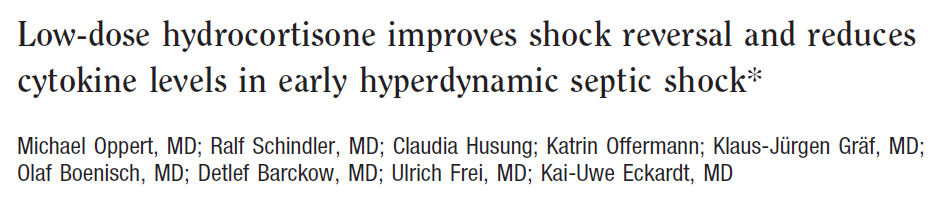 Low-dose hydrocortisone improves shock reversal and reduces
cytokine levels in early hyperdynamic septic shock*
Michael Oppert, MD; Ralf Schindler, MD; Claudia Husung; Katrin Offermann; Klaus-Jürgen Gräf, MD;
Olaf Boenisch, MD; Detlef Barckow, MD; Ulrich Frei, MD; Kai-Uwe Eckardt, MD